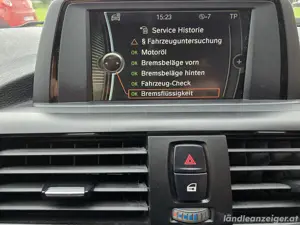 15:23
TP
Service Historie
§ Fahrzeuguntersuchung
OK Motoröl
OK Bremsbeläge vorn
OK Bremsbeläge hinten
OK Fahrzeug-Check
OK Bremsflüssigkeit
ländleanzeiger.at